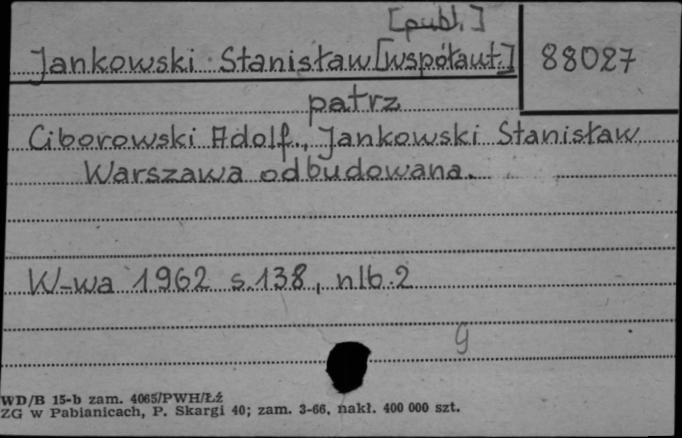 [publ.]
Jankowski Stanisław [współaut.] 88027
patrz
Ciborowski Adolf., Jankowski Stanisław
Warszawa odbudowana.
W-wa 1962 s.138, nlb.2
g
WD/B 15-b zam. 4065/PWH/Łź
ZG w Pabianicach, P. Skargi 40; zam. 3-66. nakł. 400 000 szt.